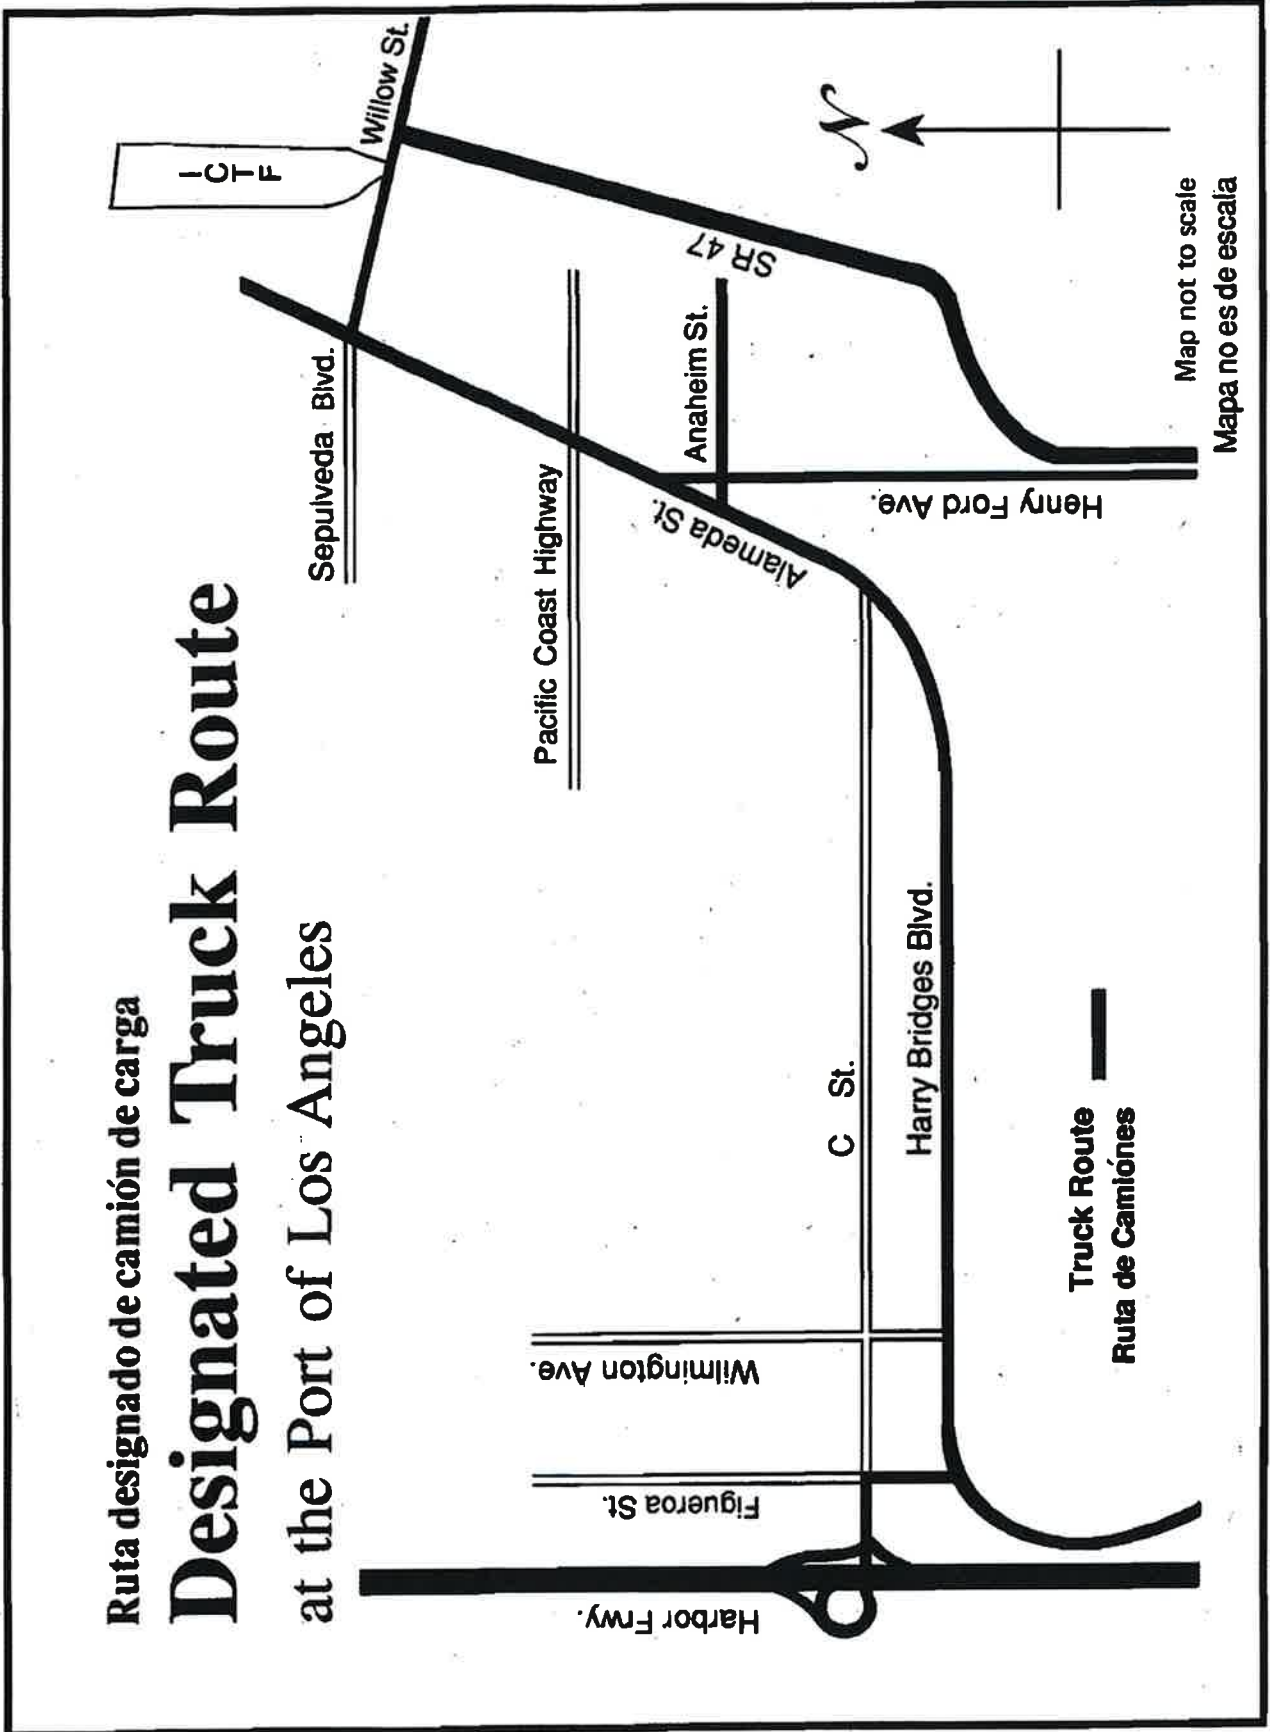 Ruta designado de camión de carga
Designated Truck Route
at the Port of Los Angeles
I
C
T
F
Willow St.
Sepulveda Blvd.
Pacific Coast Highway
SR 47
Anaheim St.
Alameda St.
Henry Ford Ave.
N
C St.
Harry Bridges Blvd.
Wilmington Ave.
Figueroa St.
Harbor Frwy.
Truck Route
Ruta de Camiónes
Map not to scale
Mapa no es de escala